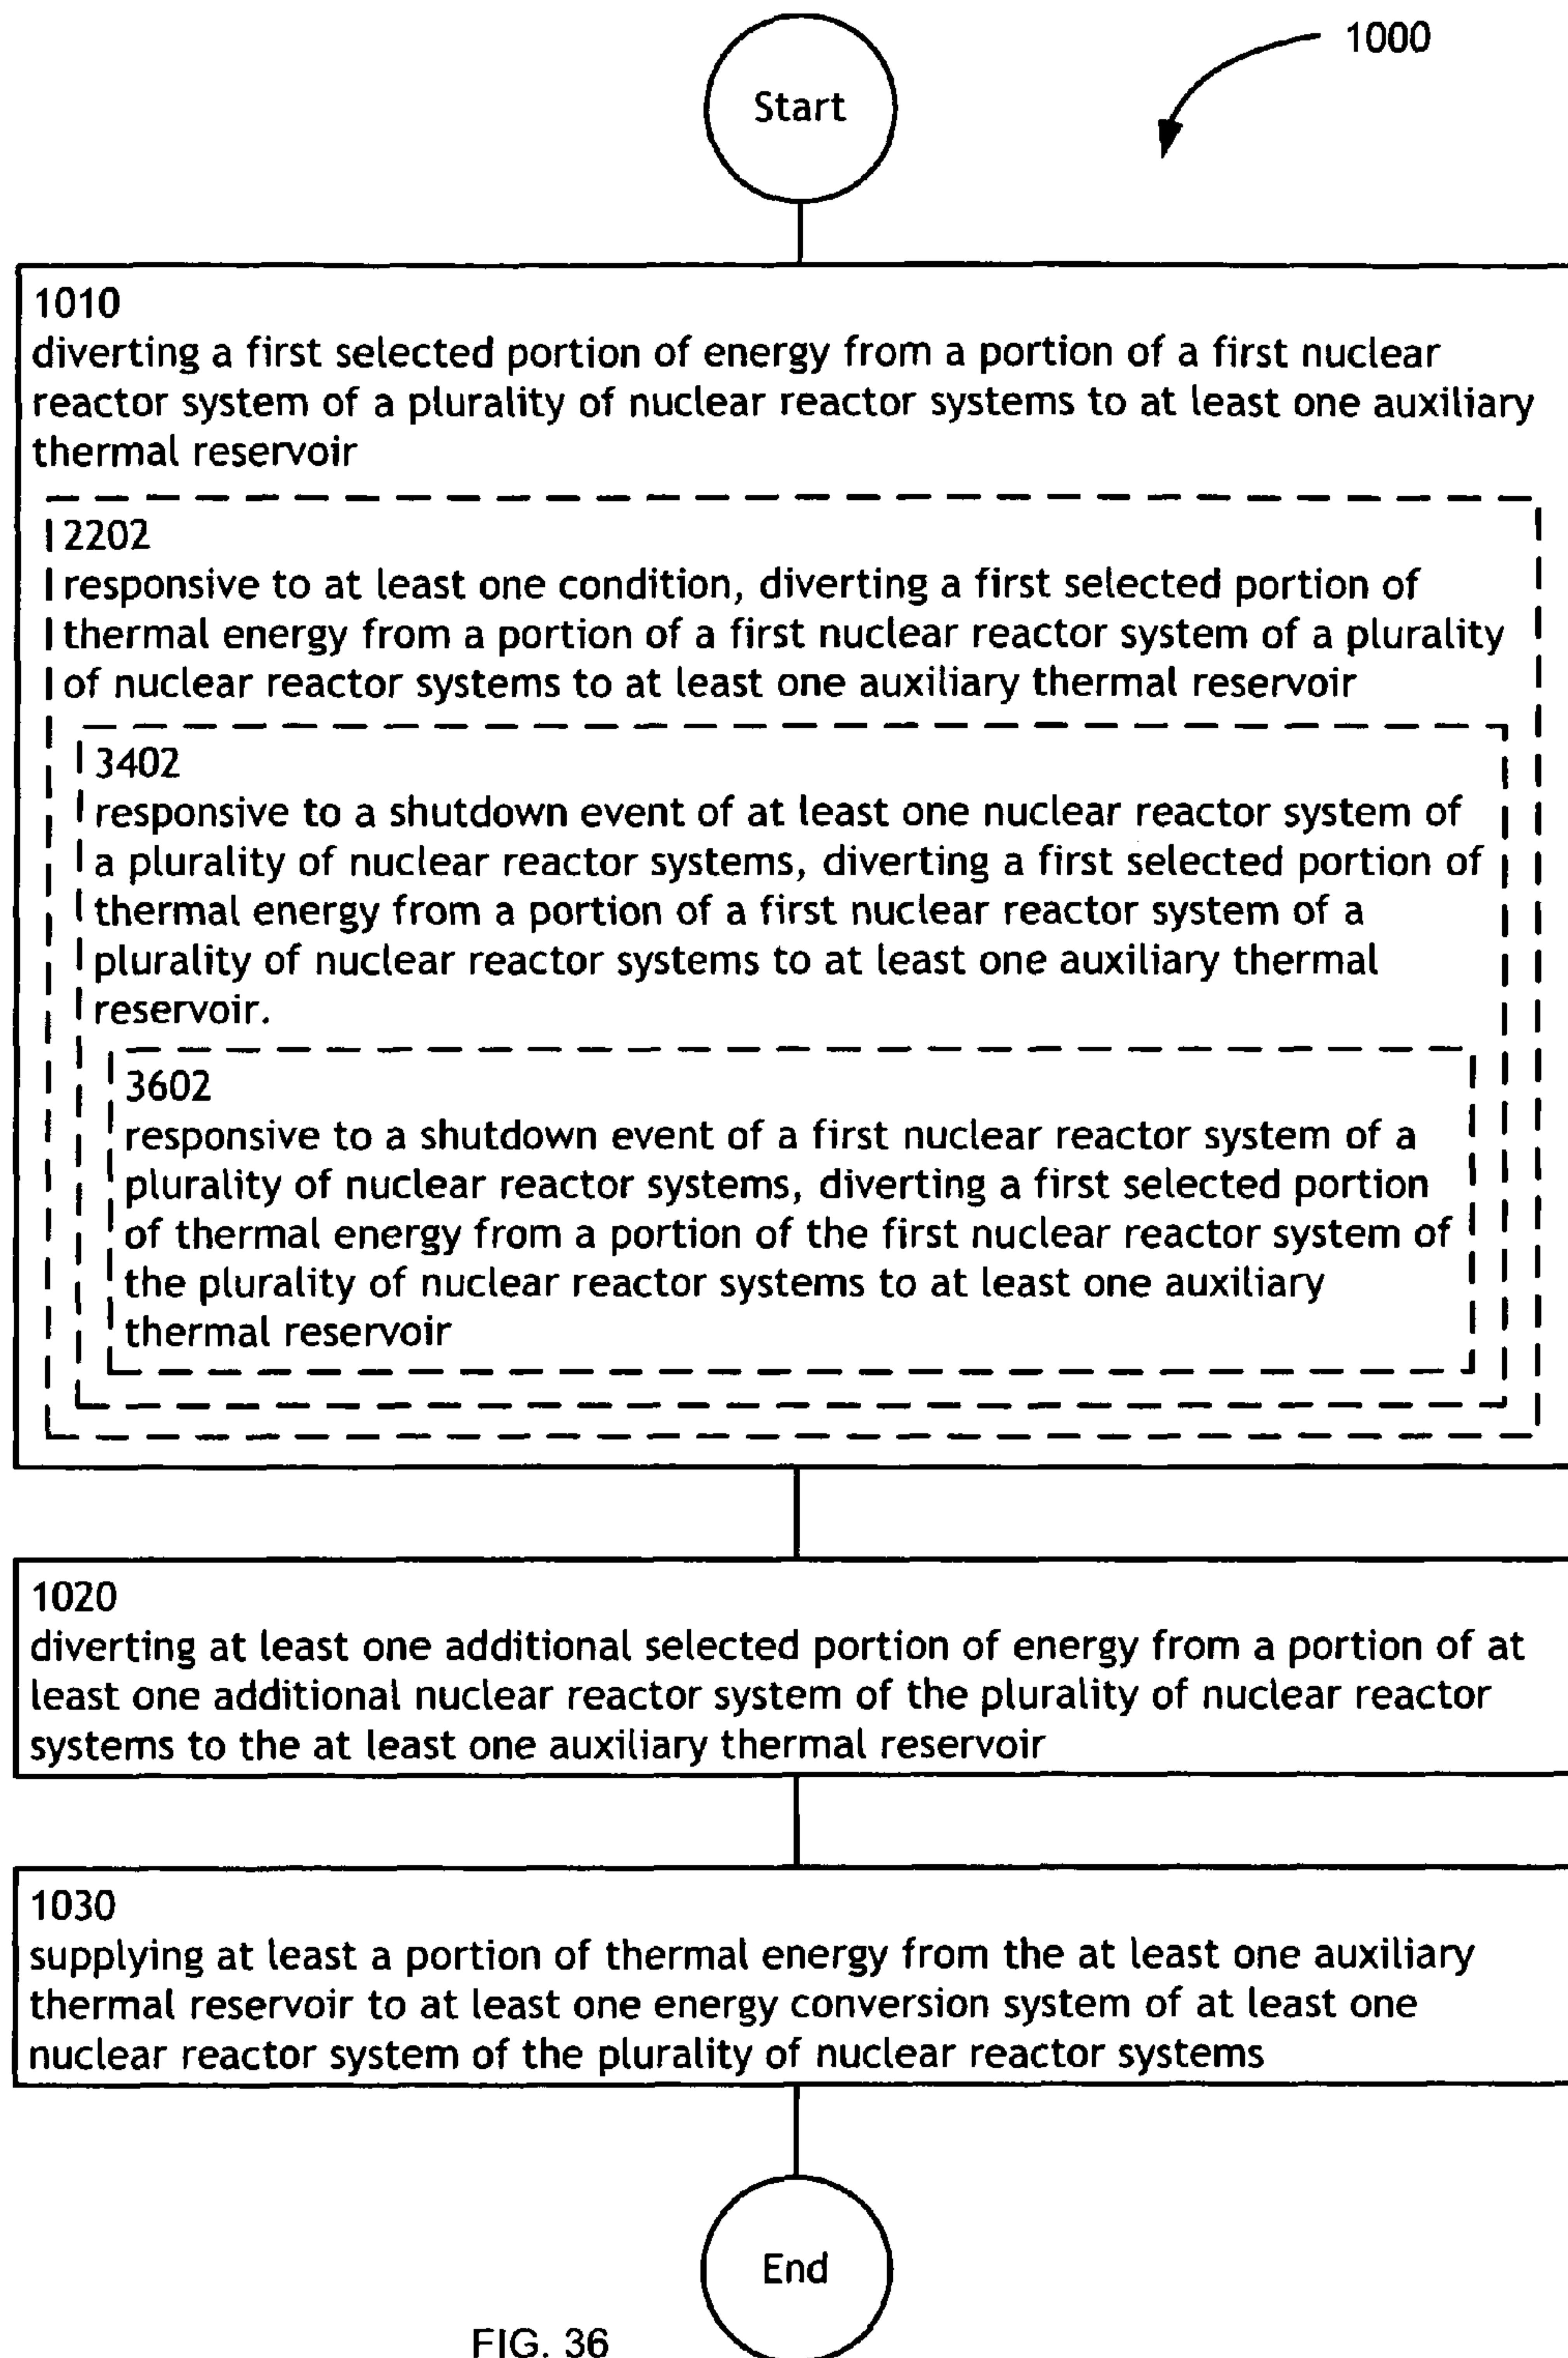 1000
Start
1010
diverting a first selected portion of energy from a portion of a first nuclear
reactor system of a plurality of nuclear reactor systems to at least one auxiliary
thermal reservoir
2202
responsive to at least one condition, diverting a first selected portion of
thermal energy from a portion of a first nuclear reactor system of a plurality
of nuclear reactor systems to at least one auxiliary thermal reservoir
3402
responsive to a shutdown event of at least one nuclear reactor system of
a plurality of nuclear reactor systems, diverting a first selected portion of
thermal energy from a portion of a first nuclear reactor system of a
plurality of nuclear reactor systems to at least one auxiliary thermal
reservoir.
3602
responsive to a shutdown event of a first nuclear reactor system of a
plurality of nuclear reactor systems, diverting a first selected portion
of thermal energy from a portion of the first nuclear reactor system of
the plurality of nuclear reactor systems to at least one auxiliary
thermal reservoir
1020
diverting at least one additional selected portion of energy from a portion of at
least one additional nuclear reactor system of the plurality of nuclear reactor
systems to the at least one auxiliary thermal reservoir
1030
supplying at least a portion of thermal energy from the at least one auxiliary
thermal reservoir to at least one energy conversion system of at least one
nuclear reactor system of the plurality of nuclear reactor systems
End
FIG. 36